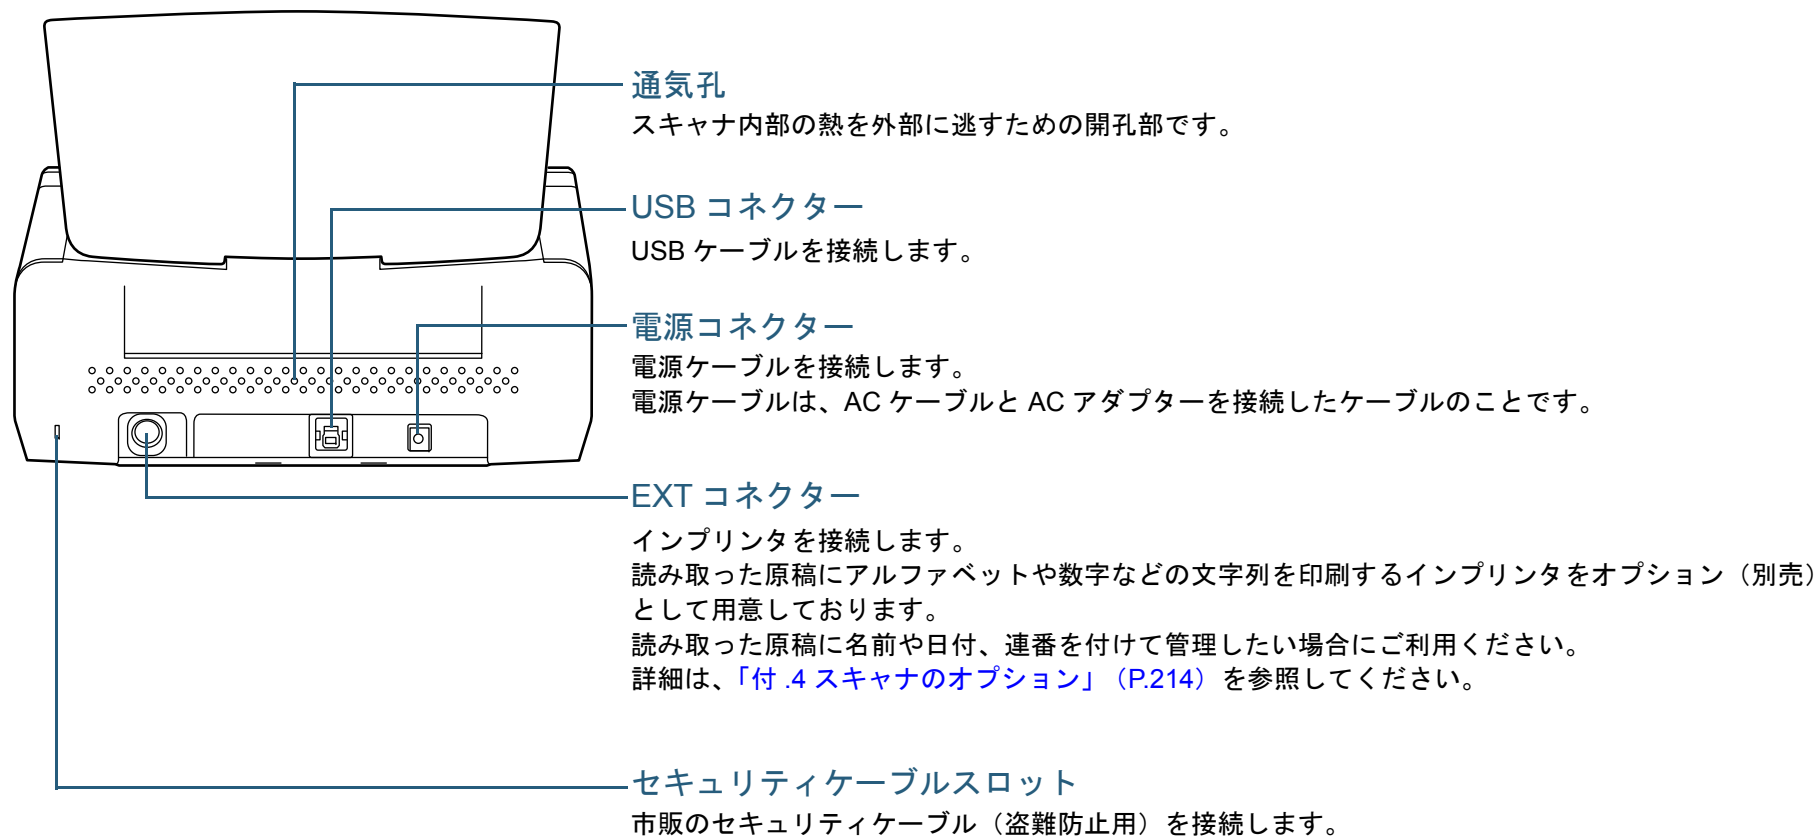 通気孔
スキャナ内部の熱を外部に逃すための開孔部です。
USB コネクター
USB ケーブルを接続します。
電源コネクター
電源ケーブルを接続します。
電源ケーブルは、AC ケーブルと AC アダプターを接続したケーブルのことです。
EXT コネクター
インプリンタを接続します。
読み取った原稿にアルファベットや数字などの文字列を印刷するインプリンタをオプション（別売）
として用意しております。
読み取った原稿に名前や日付、連番を付けて管理したい場合にご利用ください。
詳細は、「付 .4 スキャナのオプション」（P.214）を参照してください。
セキュリティケーブルスロット
市販のセキュリティケーブル（盗難防止用）を接続します。